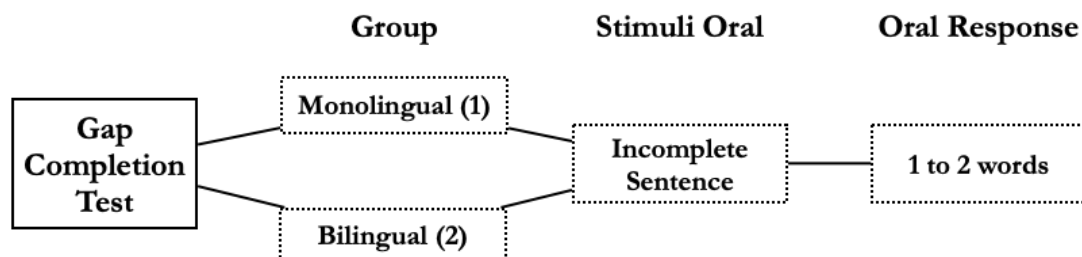 Group Stimuli Oral Oral Response
Monolingual (1)
Gap
Completion
Test
Incomplete
Sentence
1 to 2 words
Bilingual (2)